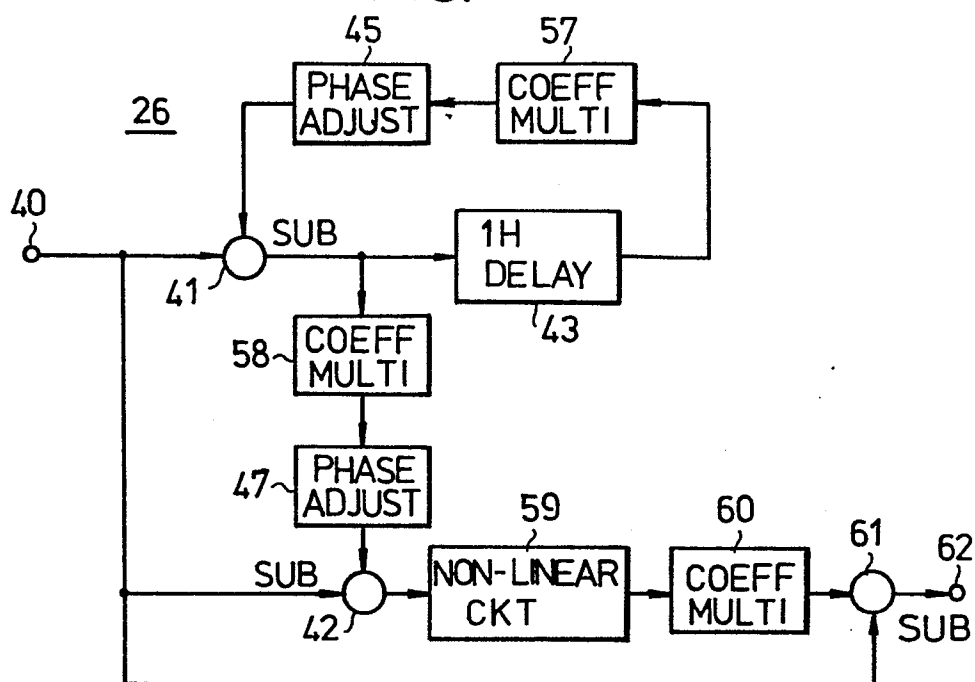 45
57
PHASE
ADJUST
COEFF
MULTI
26
40
SUB
1H
DELAY
41
43
58
COEFF
MULTI
47
PHASE
ADJUST
59
60
61
62
SUB
NON-LINEAR
CKT
COEFF
MULTI
42
SUB